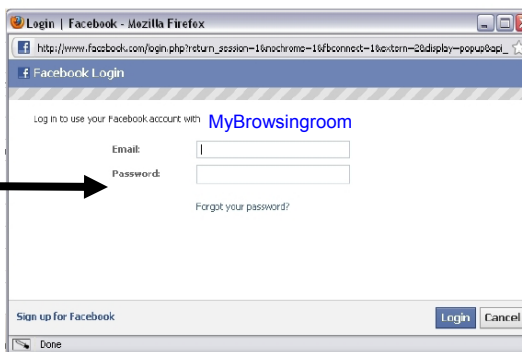 Login | Facebook - Mozilla Firefox
http://www.facebook.com/login.php?return_session=1&nochrome=1&fbconnect=1&extern=2&display=popup&api_
f Facebook Login
Log in to use your Facebook account with MyBrowsingroom
Email:
Password:
Forgot your password?
Sign up for Facebook
Login Cancel
Done